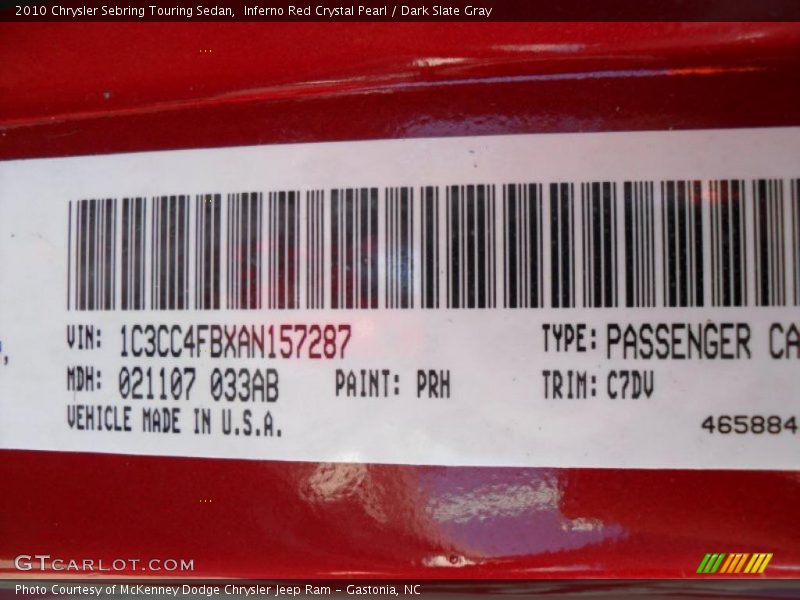 2010 Chrysler Sebring Touring Sedan,  Inferno Red Crystal Pearl / Dark Slate Gray
VIN: 1C3CC4FBXAN157287 TYPE: PASSENGER CA
MDH: 021107 033AB PAINT: PRH TRIM: C7DV
VEHICLE MADE IN U.S.A.
465884
GTCARLOT.COM
Photo Courtesy of McKenney Dodge Chrysler Jeep Ram - Gastonia, NC